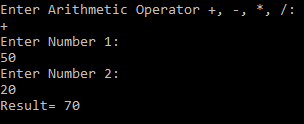 Enter Arithmetic Operator +, -, *, /:
+
Enter Number 1:
50
Enter Number 2:
20
Result= 70